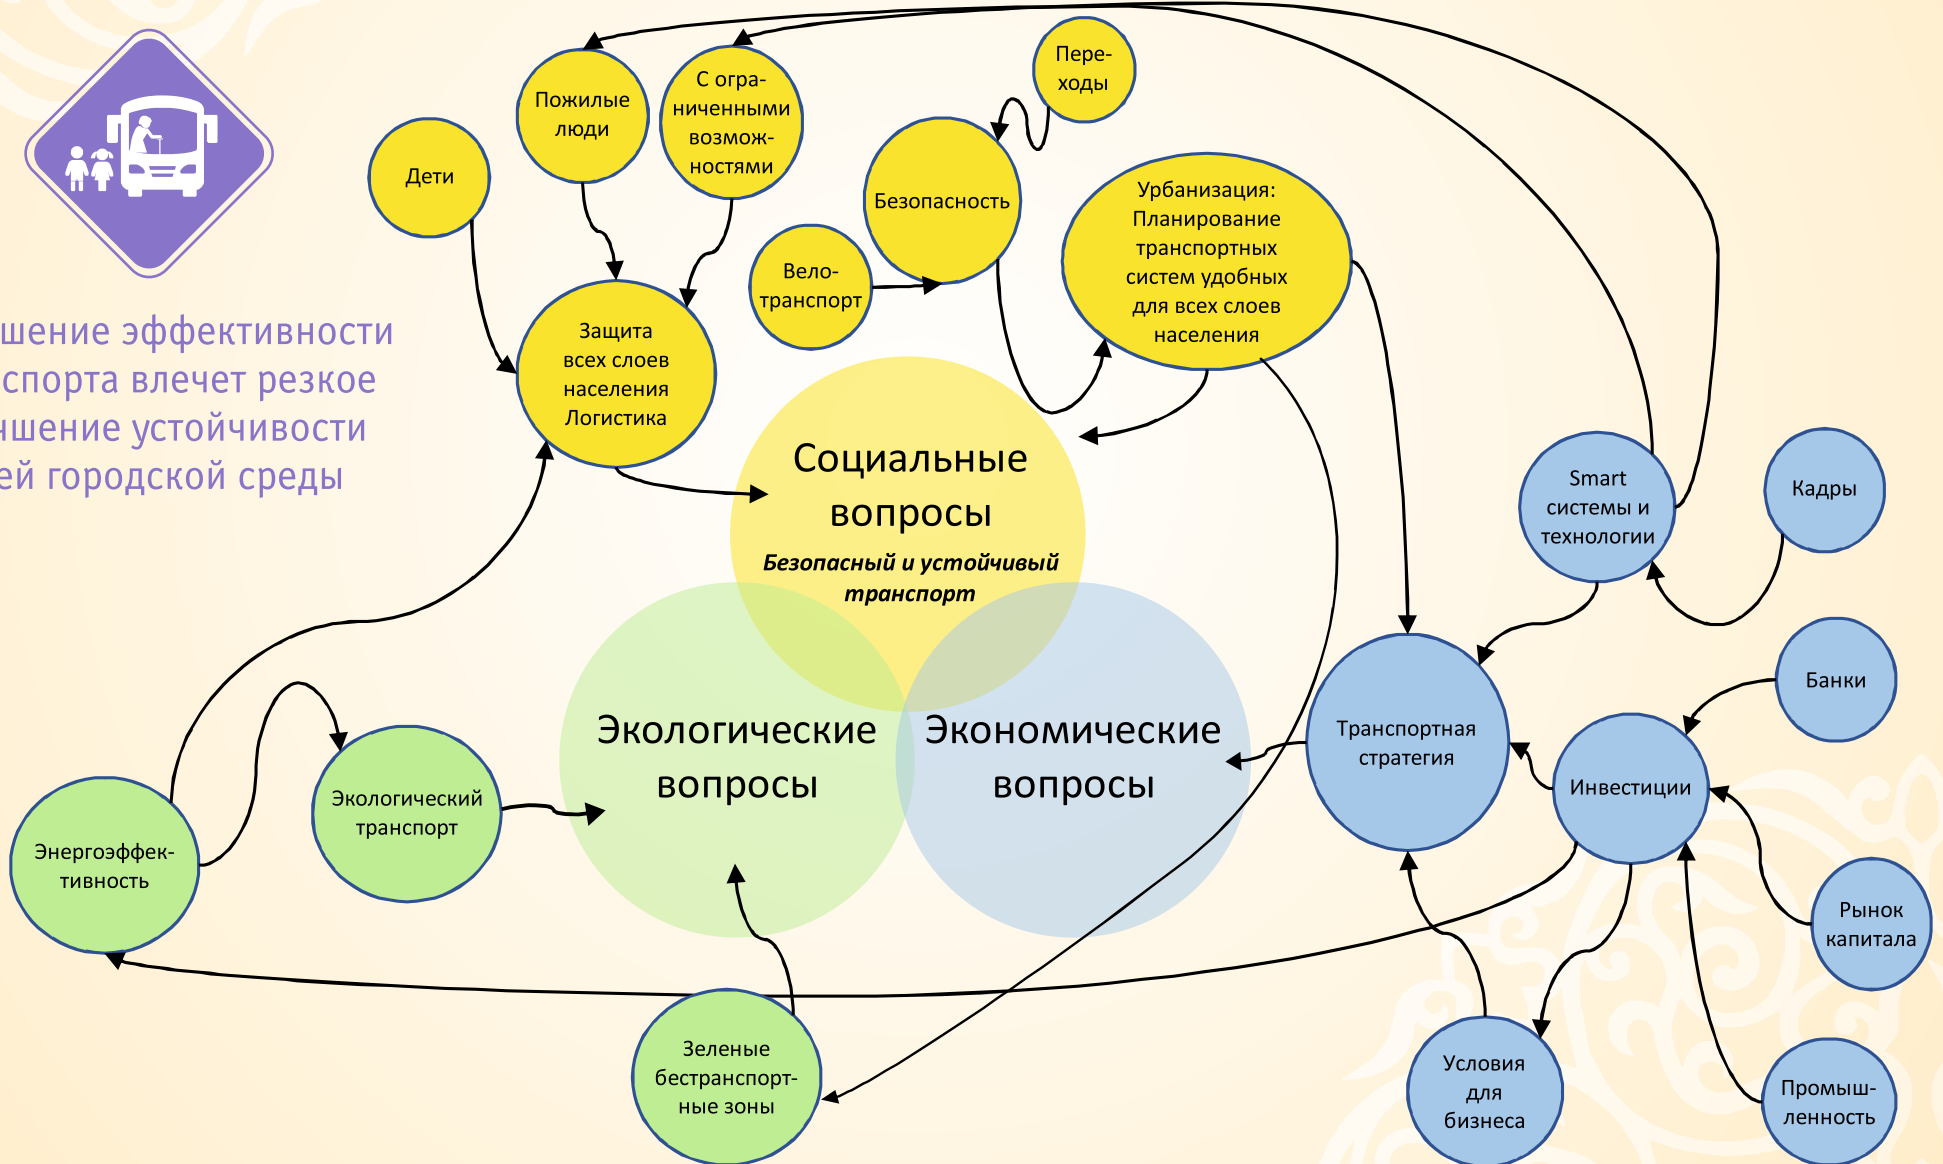 Пере-
ходы
С огра-
ниченными
возмож-
ностями
Пожилые
люди
Дети
Безопасность
Урбанизация:
Планирование
транспортных
систем удобных
для всех слоев
населения
Вело-
транспорт
Защита
всех слоев
населения
Логистика
шение эффективности
спорта влечет резкое
чшение устойчивости
ей городской среды
Социальные
вопросы
Безопасный и устойчивый
транспорт
Smart
системы и
технологии
Кадры
Банки
Экологические
вопросы
Экономические
вопросы
Транспортная
стратегия
Инвестиции
Экологический
транспорт
Энергоэффек-
тивность
Рынок
капитала
Зеленые
бестранспорт-
ные зоны
Условия
для
бизнеса
Промыш-
ленность